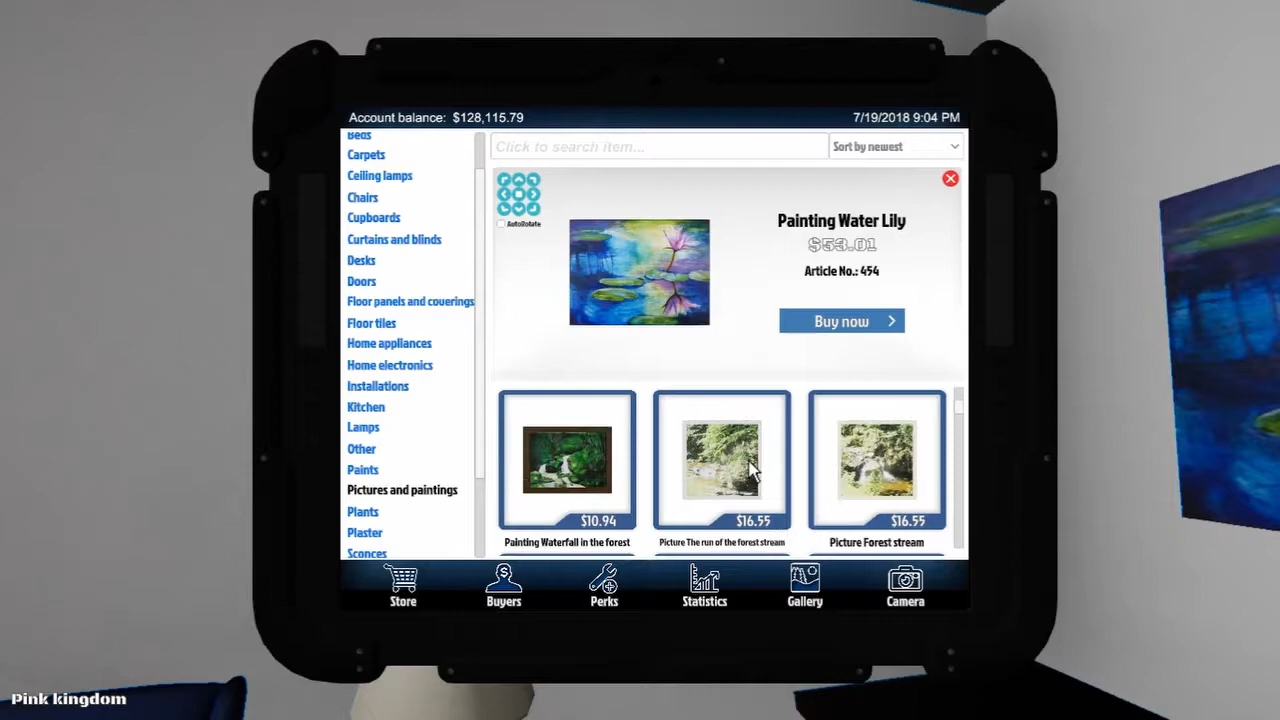 Account balance: $128,115.79
7/19/2018 9:04 PM
Beds
Carpets
Ceiling lamps
Chairs
Cupboards
Curtains and blinds
Desks
Doors
Floor panels and coverings
Floor tiles
Home appliances
Home electronics
Installations
Kitchen
Lamps
Other
Paints
Pictures and paintings
Plants
Plaster
Sconces
Click to search item...
Sort by newest
AutoRotate
Painting Water Lily
$53.01
Article No.: 454
Buy now
$10.94
Painting Waterfall in the forest
$16.55
Picture The run of the forest stream
$16.55
Picture Forest stream
Store
Buyers
Perks
Statistics
Gallery
Camera
Pink kingdom